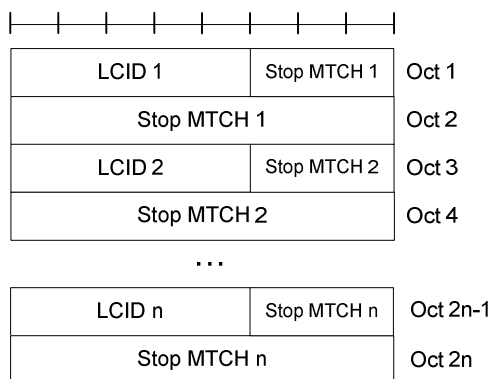 LCID 1 Stop MTCH 1 Oct 1
Stop MTCH 1 Oct 2
LCID 2 Stop MTCH 2 Oct 3
Stop MTCH 2 Oct 4
...
LCID n Stop MTCH n Oct 2n-1
Stop MTCH n Oct 2n